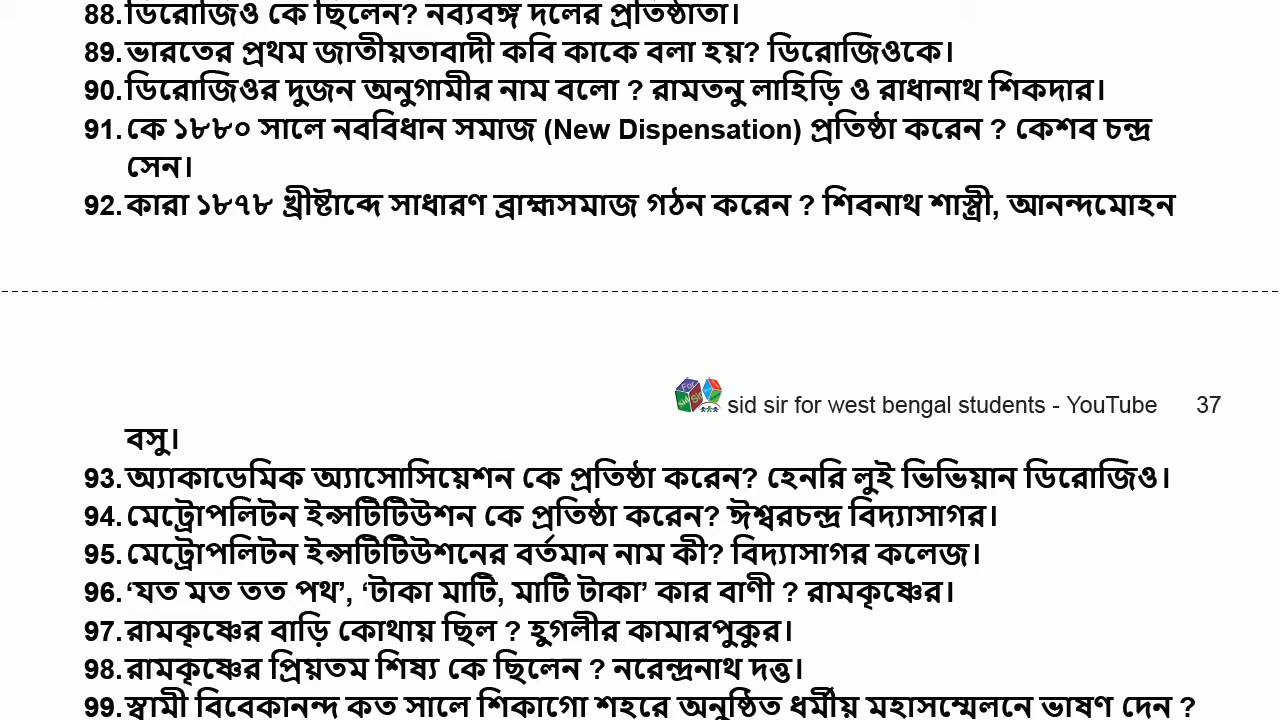 88. ডিরোজিও কে ছিলেন? নব্যবঙ্গ দলের প্রতিষ্ঠাতা।
89. ভারতের প্রথম জাতীয়তাবাদী কবি কাকে বলা হয়? ডিরোজিওকে।
90. ডিরোজিওর দুজন অনুগামীর নাম বলো ? রামতনু লাহিড়ি ও রাধানাথ শিকদার।
91. কে ১৮৮০ সালে নববিধান সমাজ (New Dispensation) প্রতিষ্ঠা করেন ? কেশব চন্দ্র
সেন।
92. কারা ১৮৭৮ খ্রীষ্টাব্দে সাধারণ ব্রাহ্মসমাজ গঠন করেন ? শিবনাথ শাস্ত্রী, আনন্দমোহন
For sid Sir sid sir for west bengal students - YouTube 37
বসু।
93. অ্যাকাডেমিক অ্যাসোসিয়েশন কে প্রতিষ্ঠা করেন? হেনরি লুই ভিভিয়ান ডিরোজিও।
94. মেট্রোপলিটন ইন্সটিটিউশন কে প্রতিষ্ঠা করেন? ঈশ্বরচন্দ্র বিদ্যাসাগর।
95. মেট্রোপলিটন ইন্সটিটিউশনের বর্তমান নাম কী? বিদ্যাসাগর কলেজ।
96. ‘যত মত তত পথ’, ‘টাকা মাটি, মাটি টাকা’ কার বাণী ? রামকৃষ্ণের।
97. রামকৃষ্ণের বাড়ি কোথায় ছিল ? হুগলীর কামারপুকুর।
98. রামকৃষ্ণের প্রিয়তম শিষ্য কে ছিলেন ? নরেন্দ্রনাথ দত্ত।
99. স্বামী বিবেকানন্দ কত সালে শিকাগো শহরে অনুষ্ঠিত ধর্মীয় মহাসম্মেলনে ভাষণ দেন ?